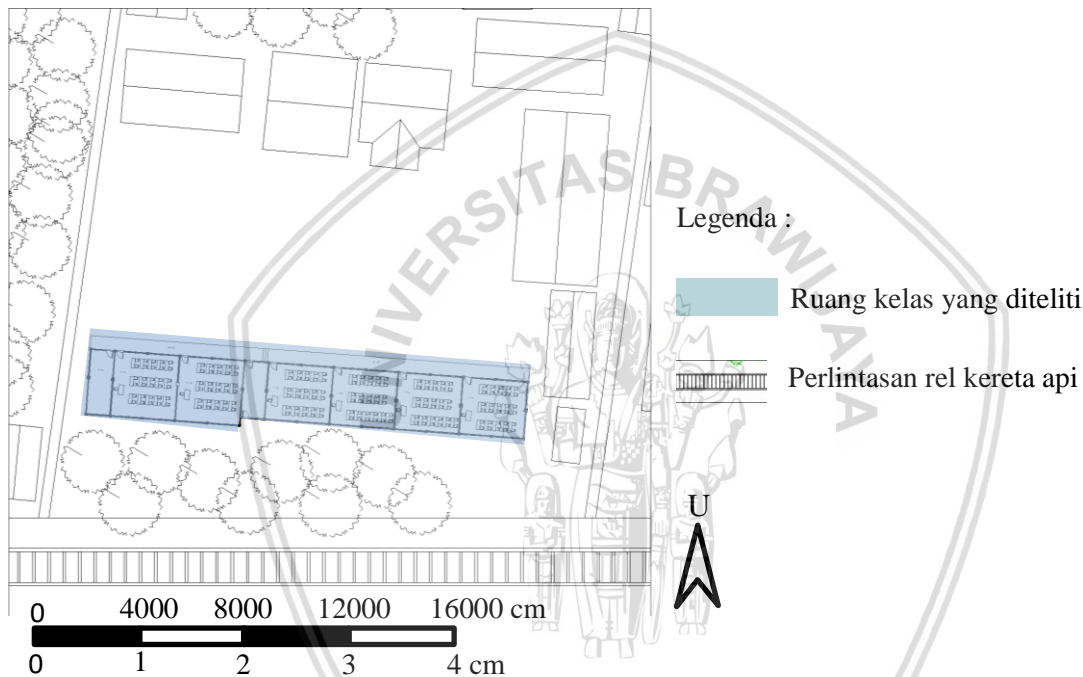 UNIVERSITAS BRAWIJAYA
Legenda :
Ruang kelas yang diteliti
Perlintasan rel kereta api
U
0 4000 8000 12000 16000 cm
0 1 2 3 4 cm